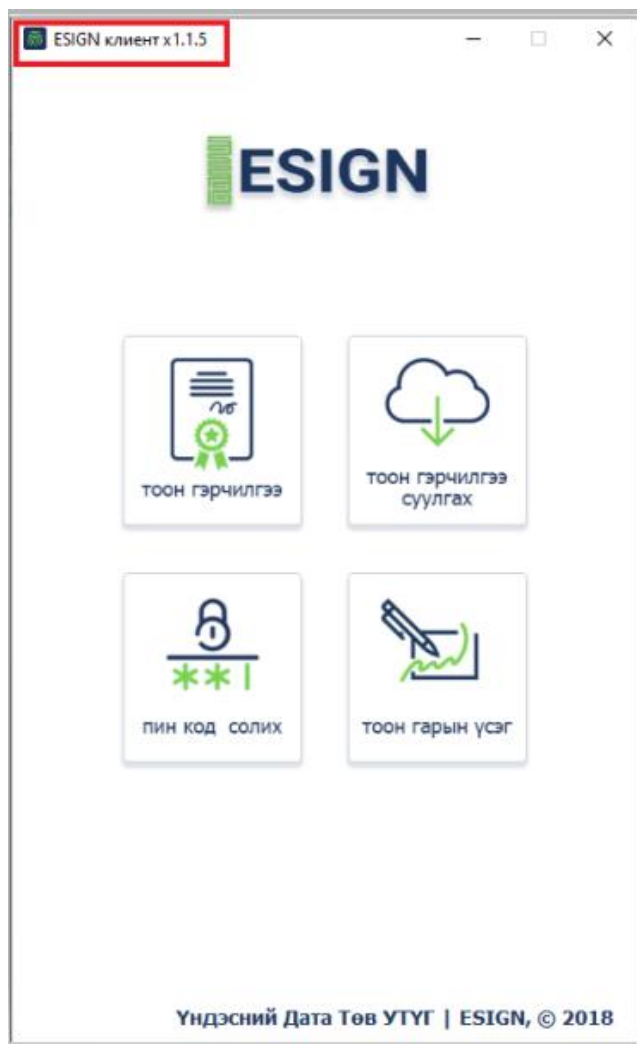 ESIGN клиент x1.1.5
ESIGN
тоон гэрчилгээ
тоон гэрчилгээ
суулгах
**|
пин код солих
тоон гарын үсэг
Үндэсний Дата Төв УТҮГ | ESIGN, © 2018